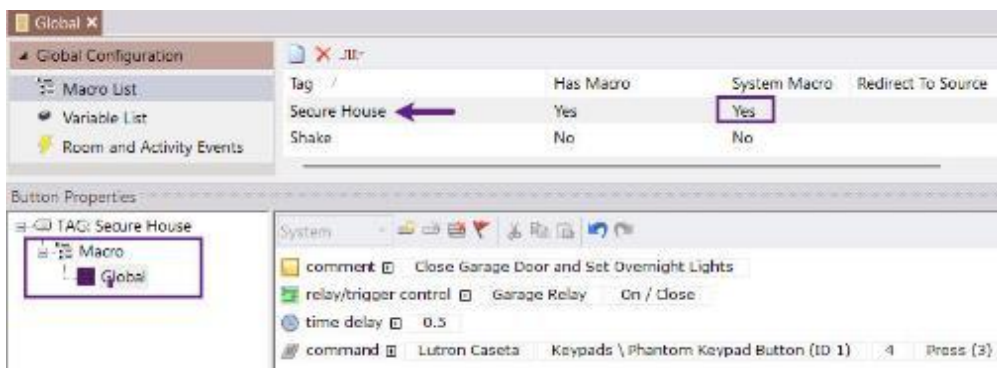 Global
Global Configuration
Macro List
Variable List
Room and Activity Events
Tag Has Macro System Macro Redirect To Source
Secure House Yes Yes
Shake No No
Button Properties
TAG: Secure House
Macro
Global
System
comment Close Garage Door and Set Overnight Lights
relay/trigger control Garage Relay On / Close
time delay 0.5
command Lutron Caseta Keypads \ Phantom Keypad Button (ID 1) 4 Press (3)